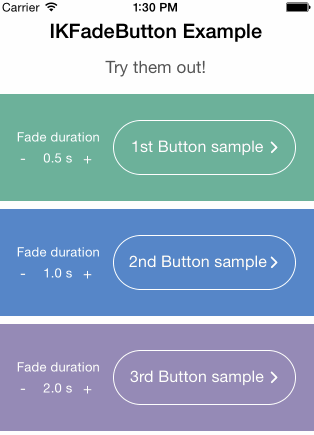 Carrier 1:30 PM
IKFadeButton Example
Try them out!
Fade duration
- 0.5 s +
1st Button sample
Fade duration
- 1.0 s +
2nd Button sample
Fade duration
- 2.0 s +
3rd Button sample